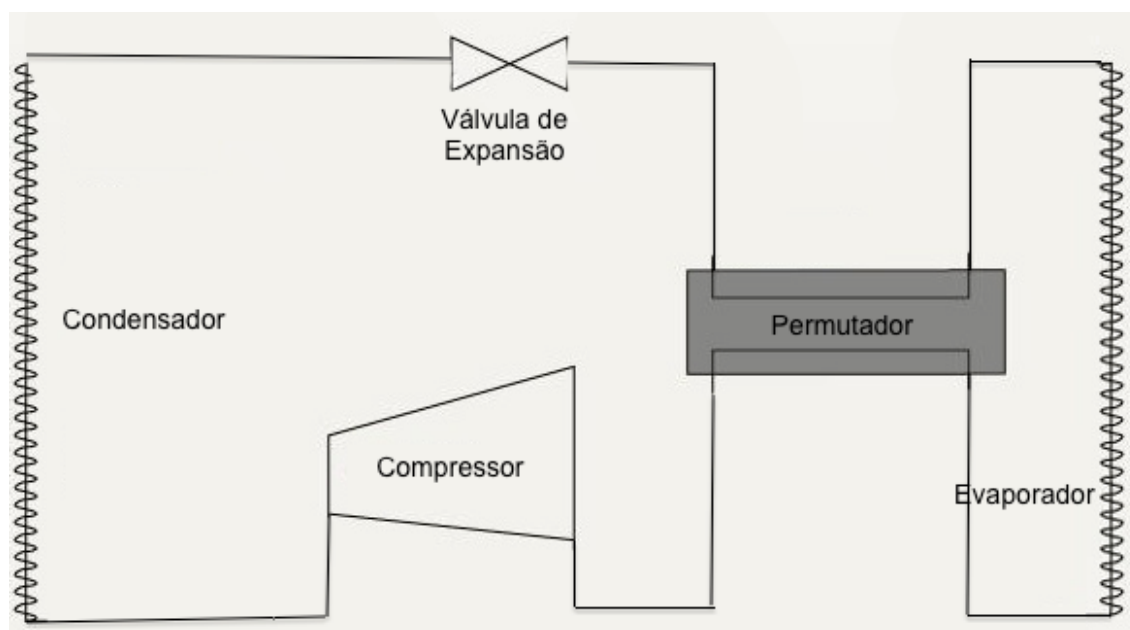 Válvula de
Expansão
Condensador
Permutador
Compressor
Evaporador